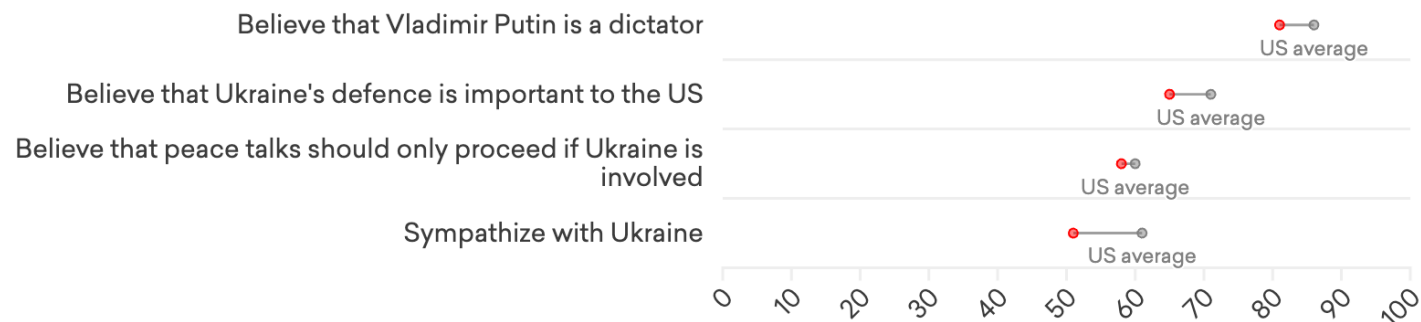 Believe that Vladimir Putin is a dictator
US average
Believe that Ukraine's defence is important to the US
US average
Believe that peace talks should only proceed if Ukraine is
involved
US average
Sympathize with Ukraine
US average
0 10 20 30 40 50 60 70 80 90 100